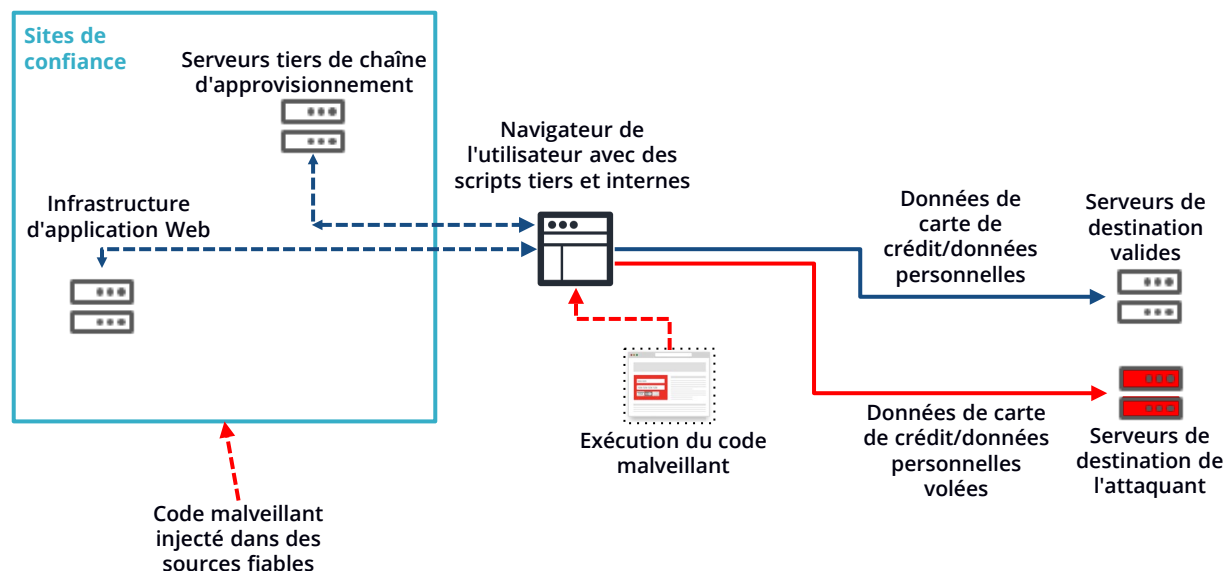 Sites de
confiance
Serveurs tiers de chaîne
d'approvisionnement
Infrastructure
d'application Web
Navigateur de
l'utilisateur avec des
scripts tiers et internes
Données de
carte de
crédit/données
personnelles
Serveurs de
destination
valides
Exécution du code
malveillant
Données de carte
de crédit/données
personnelles
volées
Serveurs de
destination de
l'attaquant
Code malveillant
injecté dans des
sources fiables